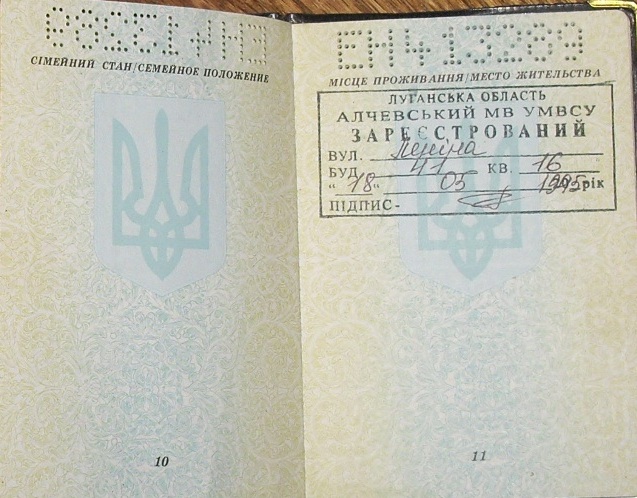 СІМЕЙНИЙ СТАН/СЕМЕЙНОЕ ПОЛОЖЕНИЕ
10
ЕН413289
МІСЦЕ ПРОЖИВАННЯ/МЕСТО ЖИТЕЛЬСТВА
ЛУГАНСЬКА ОБЛАСТЬ
АЛЧЕВСЬКИЙ МВ УМВСУ
ЗАРЕЄСТРОВАНИЙ
ВУЛ. Леніна
БУД. 41 КВ. 16
"18" 05 1995 рік
ПІДПИС-
11